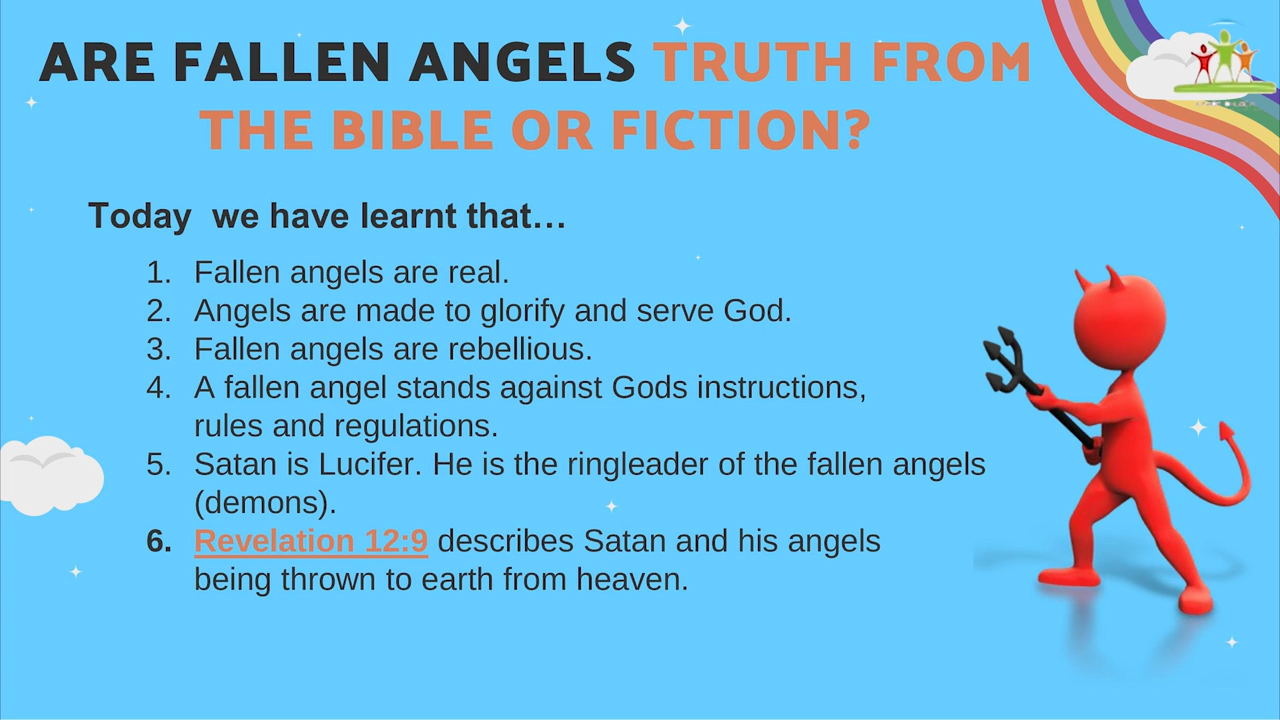 ARE FALLEN ANGELS TRUTH FROM
THE BIBLE OR FICTION?
Today we have learnt that…
1. Fallen angels are real.
2. Angels are made to glorify and serve God.
3. Fallen angels are rebellious.
4. A fallen angel stands against Gods instructions,
rules and regulations.
5. Satan is Lucifer. He is the ringleader of the fallen angels
(demons).
6. Revelation 12:9 describes Satan and his angels
being thrown to earth from heaven.